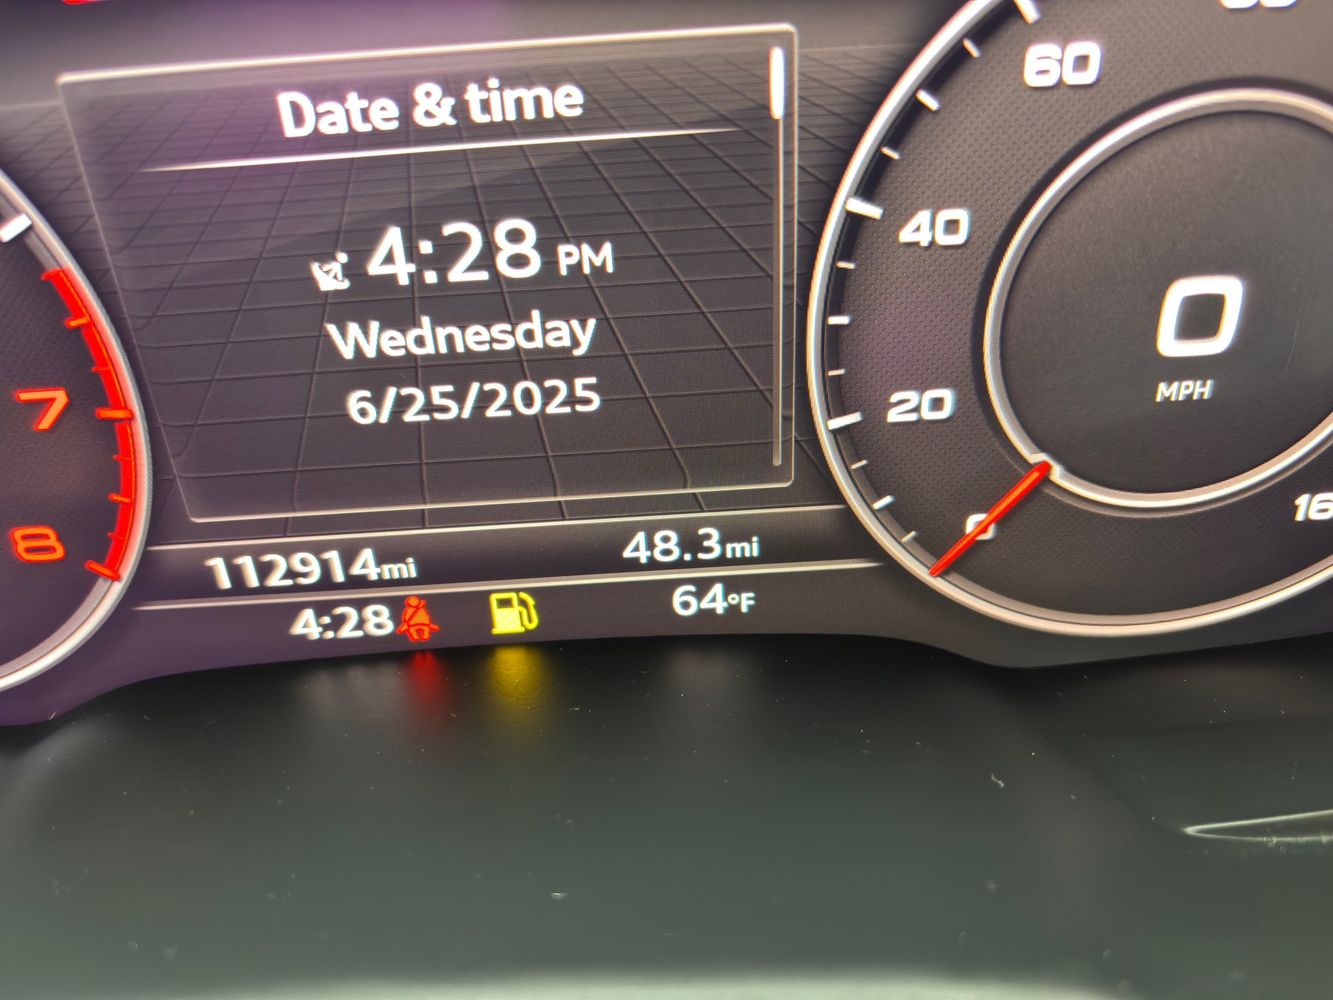 Date & time
4:28 PM
Wednesday
6/25/2025
112914mi
48.3mi
4:28
64°F
7
8
60
40
20
0
0
MPH